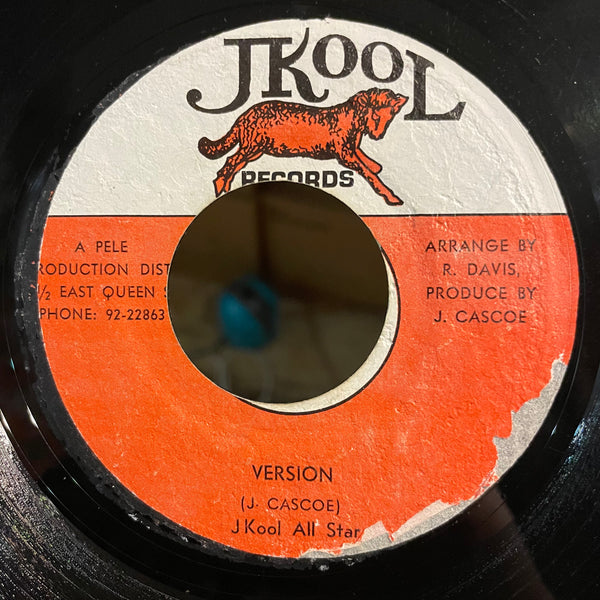 JKOOL
RECORDS
A PELE
RODUCTION DIST
½ EAST QUEEN S
PHONE: 92-22863
ARRANGE BY
R. DAVIS,
PRODUCE BY
J. CASCOE
VERSION
(J. CASCOE)
JKool All Star